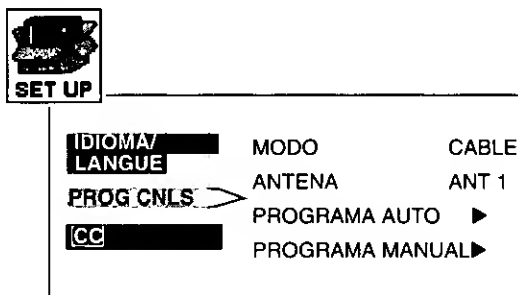 SET UP
IDIOMA/
LANGUE
PROG CNLS
CC
MODO CABLE
ANTENA ANT 1
PROGRAMA AUTO ▶
PROGRAMA MANUAL▶